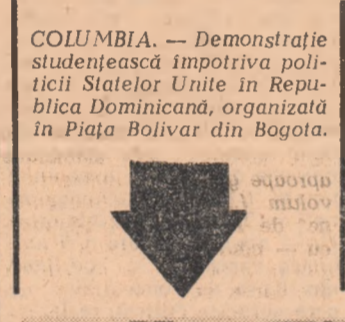 COLUMBIA. — Demonstrație
studențească împotriva poli-
ticii Statelor Unite în Repu-
blica Dominicană, organizată
în Piața Bolivar din Bogota.